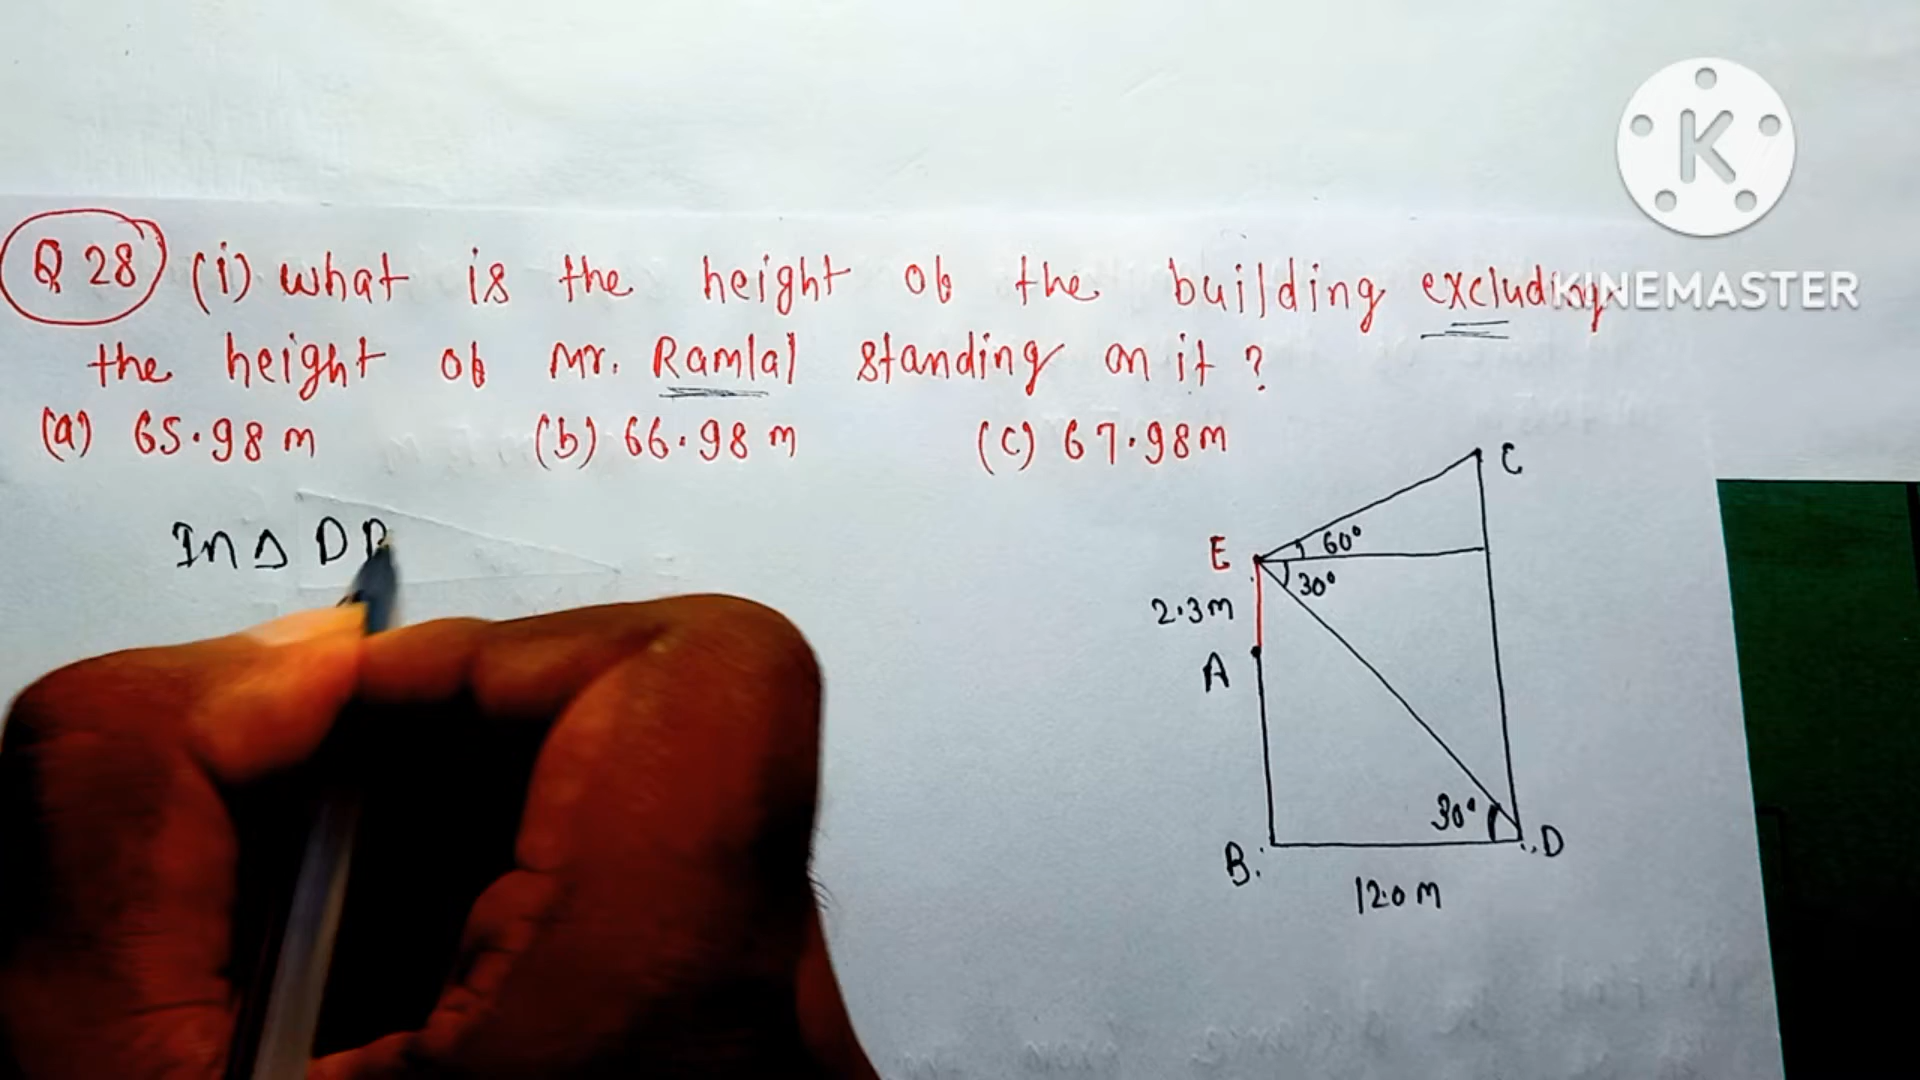 K
KINEMASTER
Q 28 (i) what is the height of the building excluding
the height of Mr. Ramlal standing on it ?
(a) 65.98 m (b) 66.98 m (c) 67.98m
In Δ D
C
E 60°
30°
2.3m
A
30°
B. D
120 m